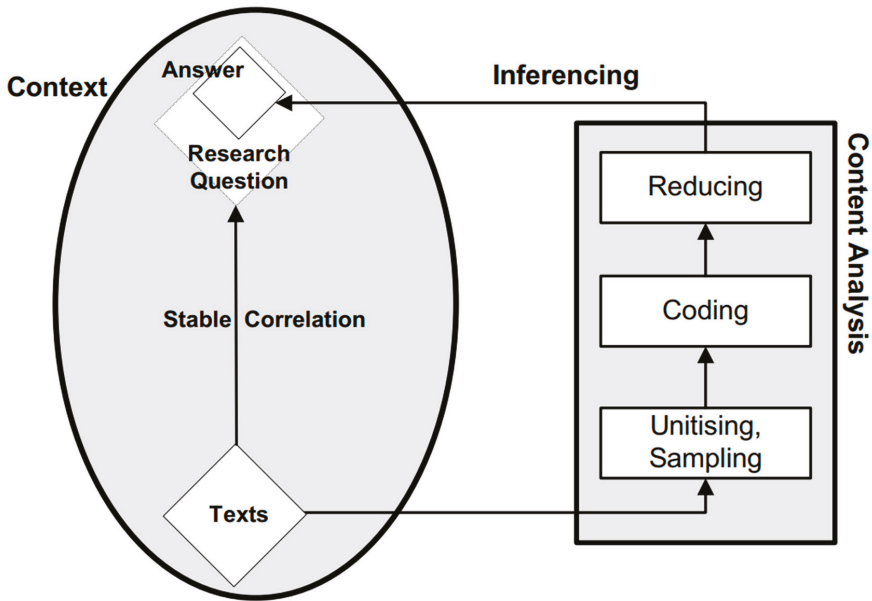 Context
Answer
Research
Question
Stable Correlation
Texts
Inferencing
Reducing
Coding
Unitising,
Sampling
Content Analysis